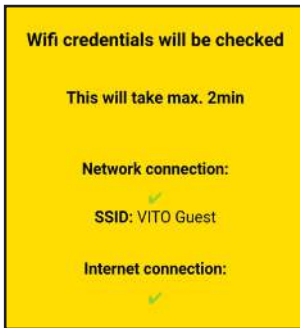 Wifi credentials will be checked
This will take max. 2min
Network connection:
✔
SSID: VITO Guest
Internet connection:
✔